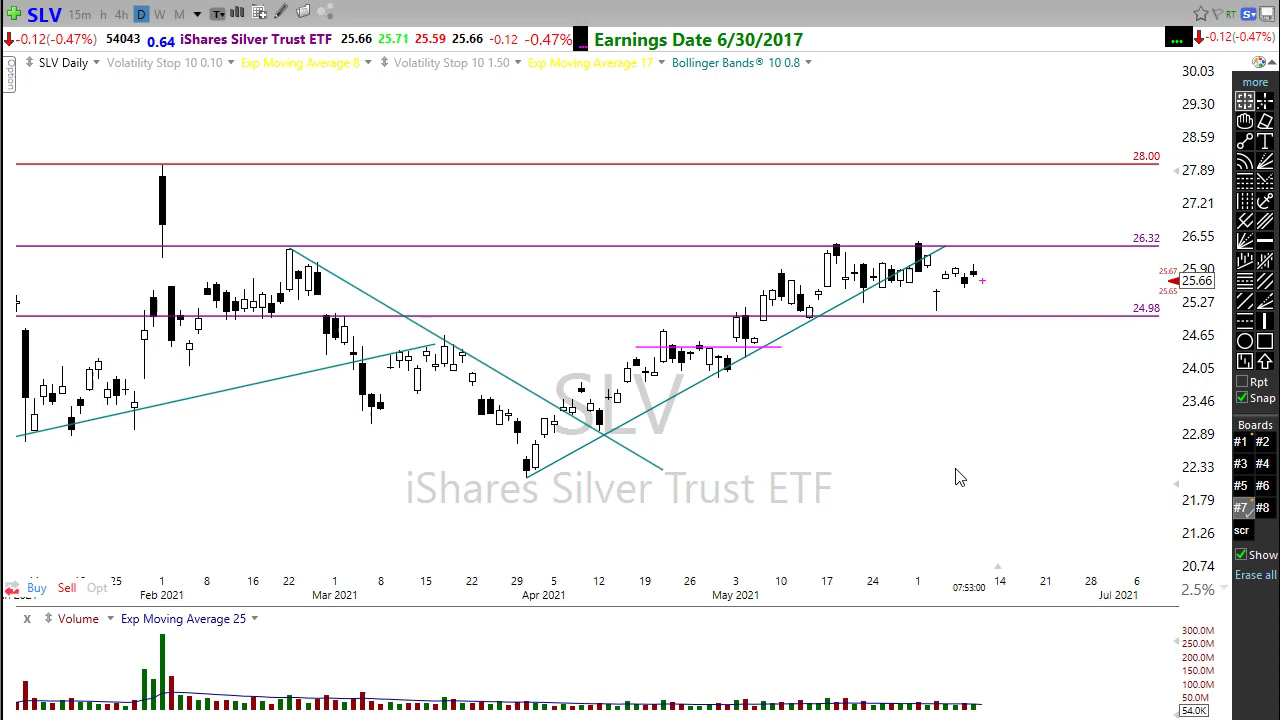 SLV 15m h 4h D W M T RT S
-0.12(-0.47%) 54043 0.64 iShares Silver Trust ETF 25.66 25.71 25.59 25.66 -0.12 -0.47% Earnings Date 6/30/2017 -0.12(-0.47%)
Option SLV Daily Volatility Stop 10 0.10 Exp Moving Average 8 Volatility Stop 10 1.50 Exp Moving Average 17 Bollinger Bands® 10 0.8
30.03
more
29.30
28.59
28.00
27.89
27.21
26.32
26.55
25.90
25.67
25.66
25.65
25.27
24.98
24.65
24.05
Rpt
Snap
23.46
SLV
Boards
22.89
#1 #2
22.33
#3 #4
iShares Silver Trust ETF
#5 #6
21.79
#7 #8
21.26
scr
Show
20.74
Erase all
Buy Sell Opt
1 8 16 22 1 8 15 22 29 5 12 19 26 3 10 17 24 1 07:53:00 14 21 28
Feb 2021 Mar 2021 Apr 2021 May 2021 Jul 2021
2.5%
x Volume Exp Moving Average 25
300.0M
250.0M
200.0M
150.0M
100.0M
50.0M
54.0K